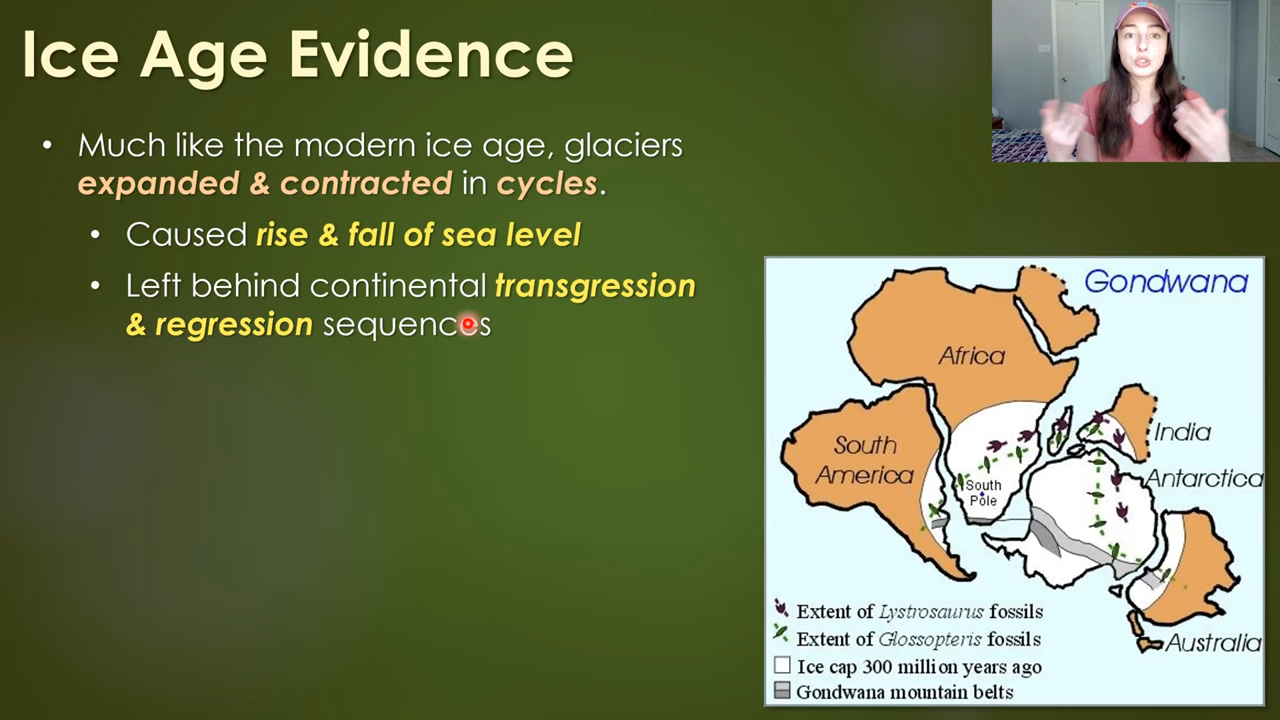 Ice Age Evidence
• Much like the modern ice age, glaciers
expanded & contracted in cycles.
• Caused rise & fall of sea level
• Left behind continental transgression
& regression sequences
Gondwana
Africa
South
America
India
Antarctica
South
Pole
Australia
Extent of Lystrosaurus fossils
Extent of Glossopteris fossils
Ice cap 300 million years ago
Gondwana mountain belts